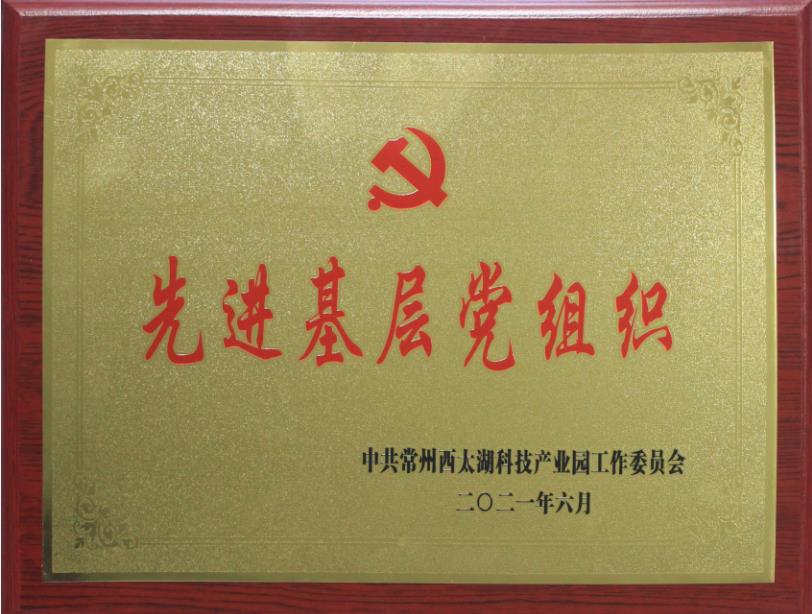 先进基层党组织
中共常州西太湖科技产业园工作委员会
二〇二一年六月